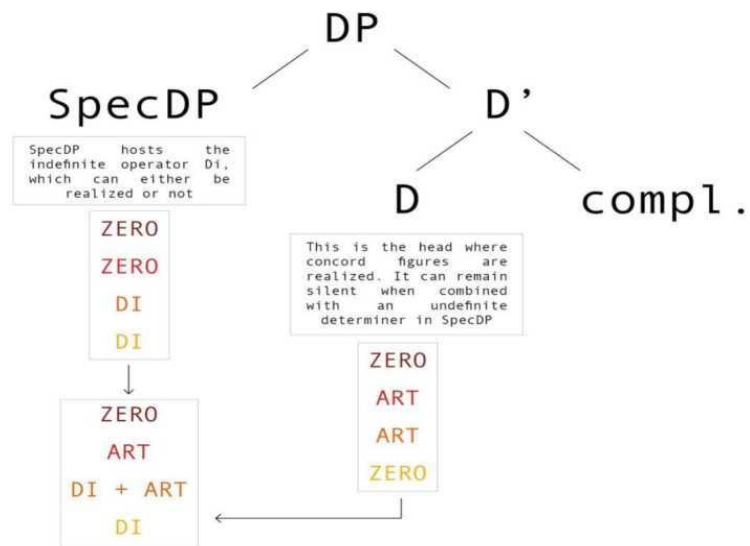 DP
SpecDP
D’
SpecDP hosts the
indefinite operator Di,
which can either be
realized or not
D
compl.
ZERO
ZERO
DI
DI
This is the head where
concord figures are
realized. It can remain
silent when combined
with an undefinite
determiner in SpecDP
ZERO
ART
ART
ZERO
ZERO
ART
DI + ART
DI